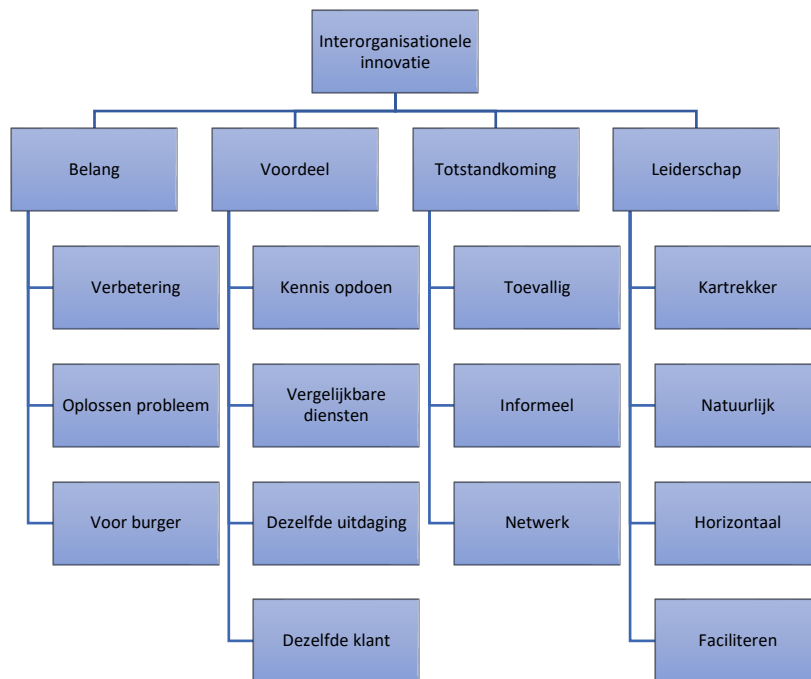 Interorganisationele
innovatie
Belang
Voordeel
Totstandkoming
Leiderschap
Verbetering
Kennis opdoen
Toevallig
Kartrekker
Oplossen probleem
Vergelijkbare
diensten
Informeel
Natuurlijk
Voor burger
Dezelfde uitdaging
Netwerk
Horizontaal
Dezelfde klant
Faciliteren